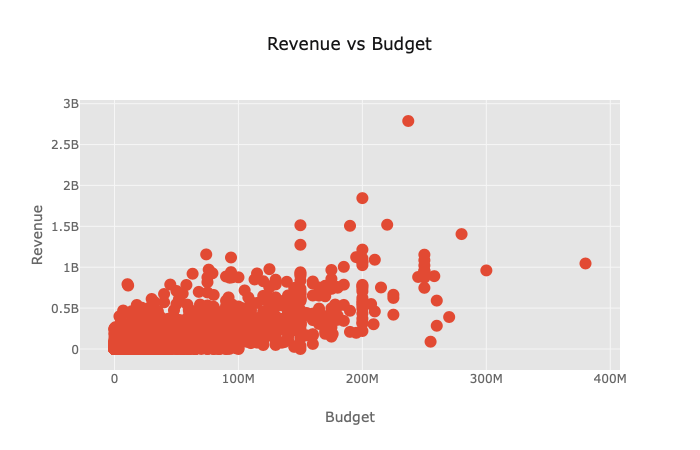 Revenue vs Budget
3B
2.5B
2B
1.5B
1B
0.5B
0
Revenue
0 100M 200M 300M 400M
Budget